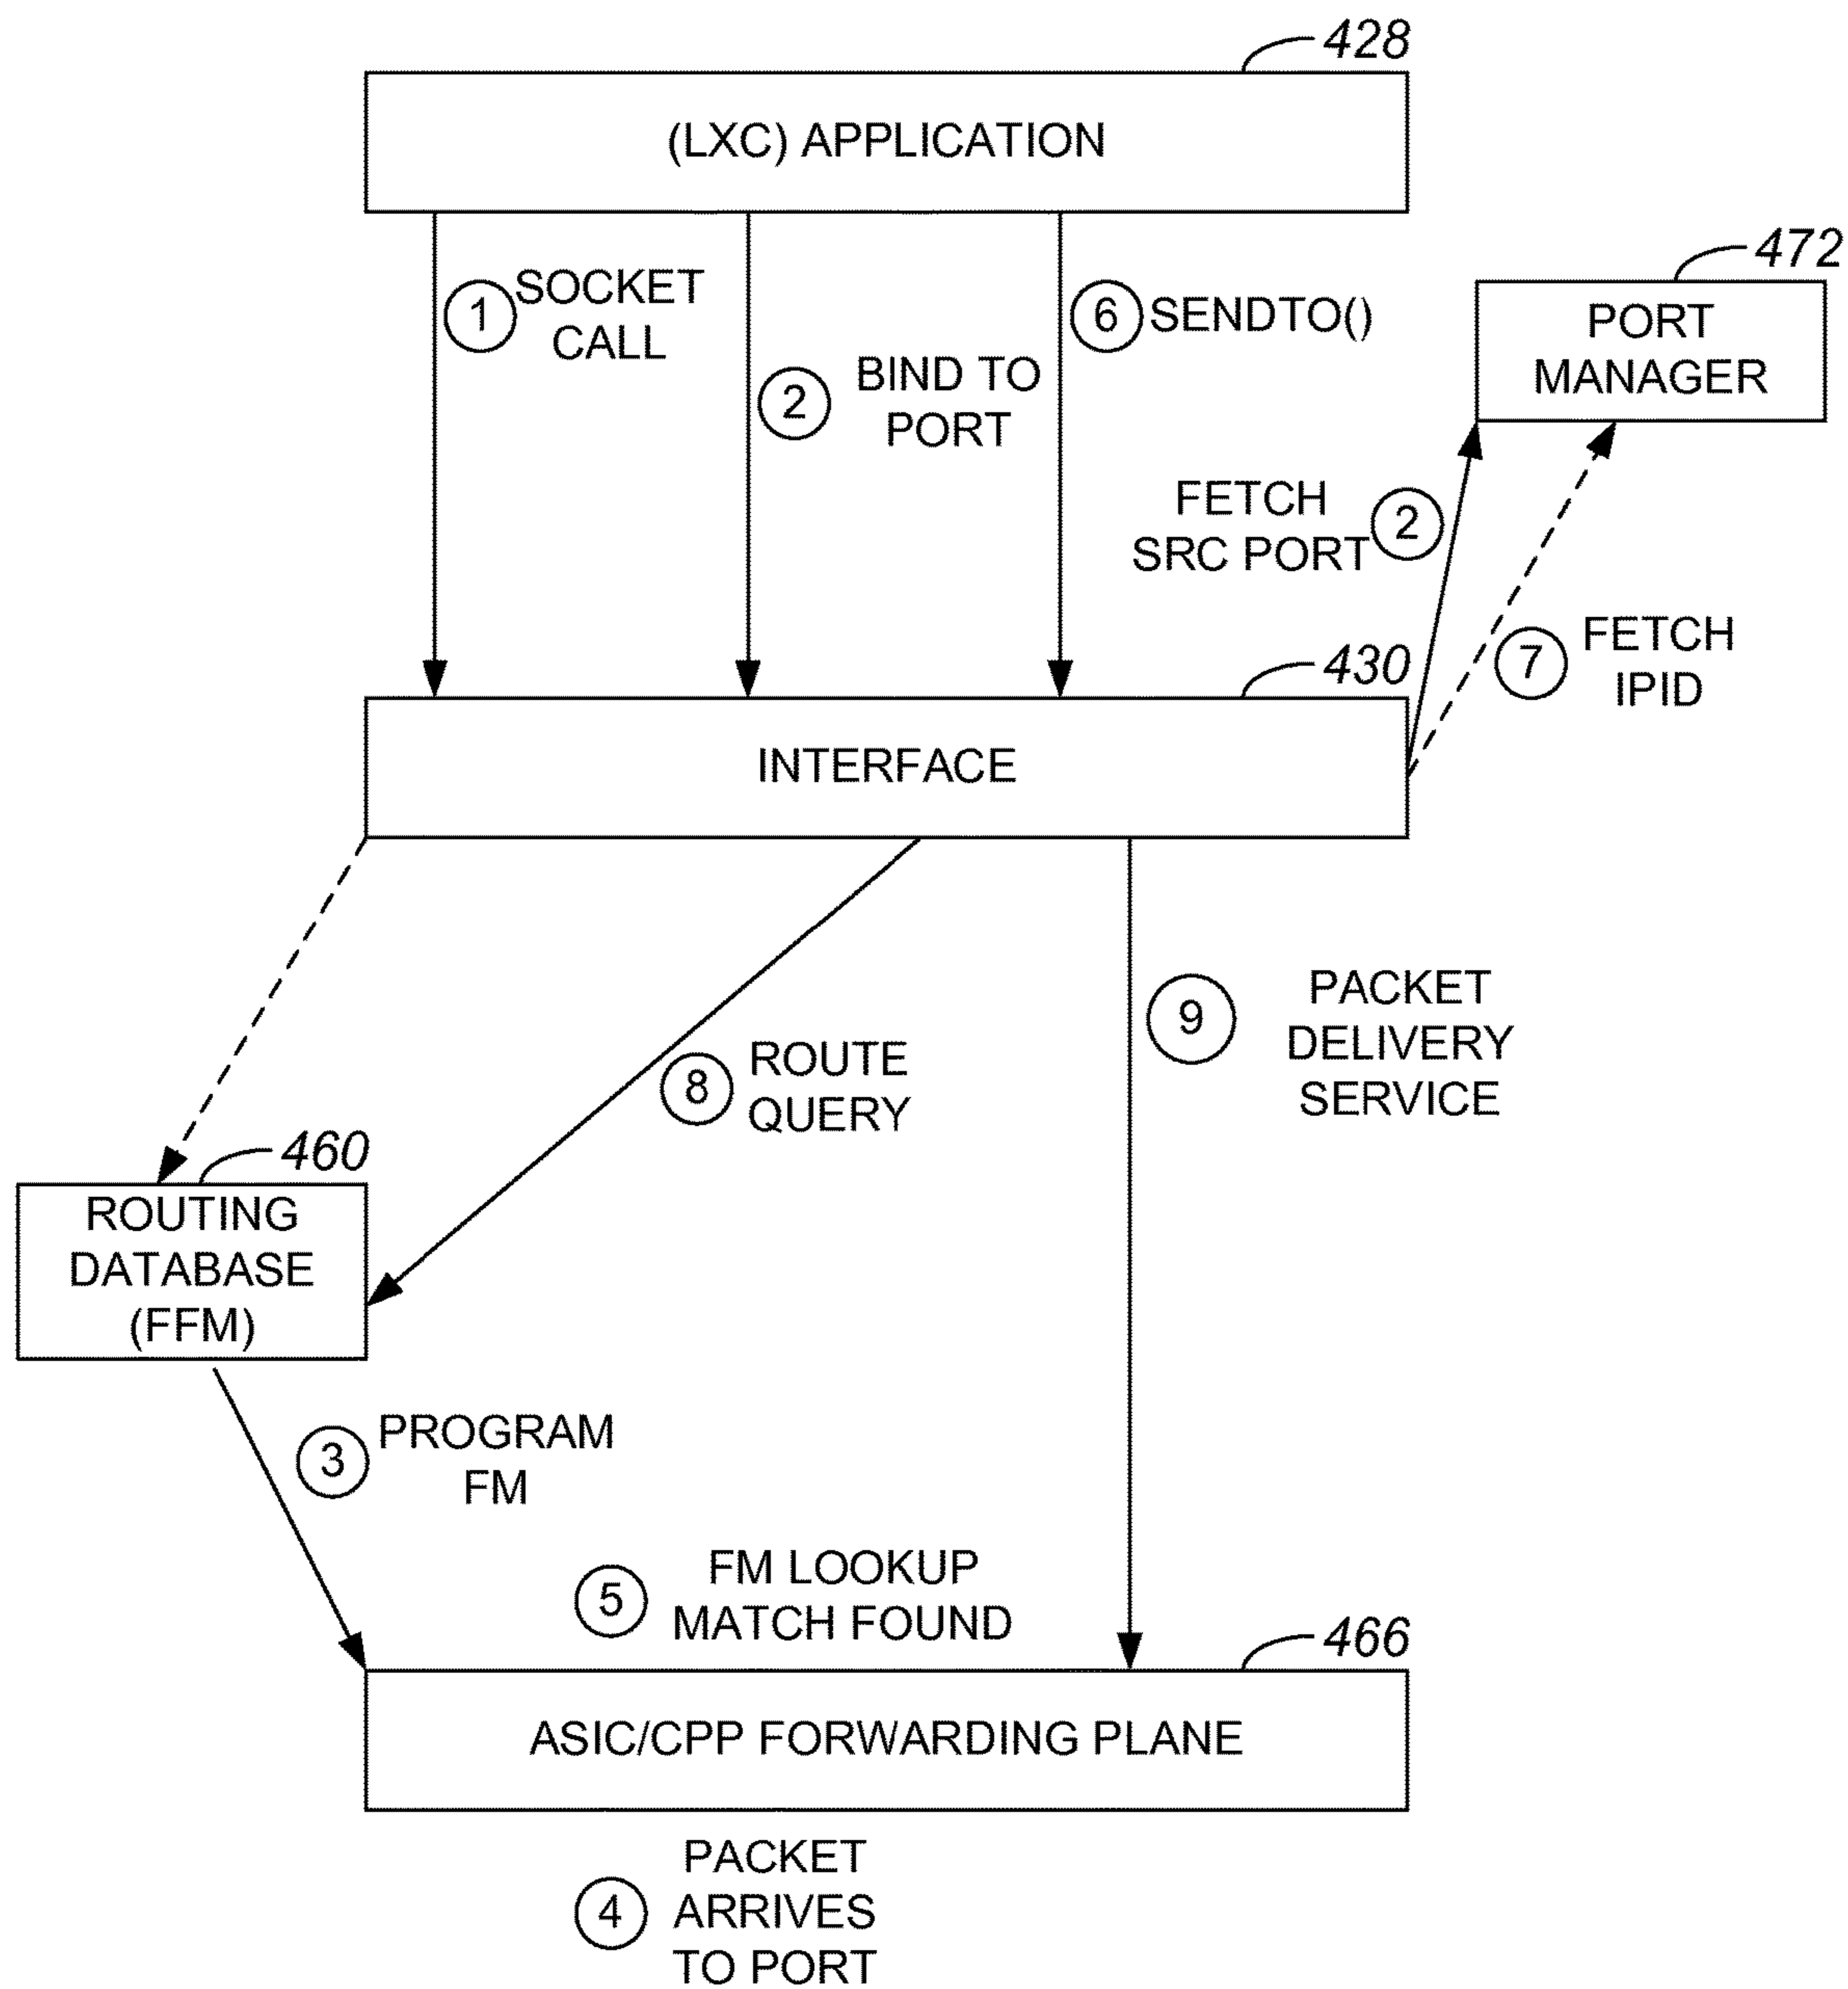 428
(LXC) APPLICATION
472
PORT
MANAGER
1
SOCKET
CALL
2
BIND TO
PORT
6
SENDTO()
FETCH
SRC PORT
2
7
FETCH
IPID
430
INTERFACE
8
ROUTE
QUERY
9
PACKET
DELIVERY
SERVICE
460
ROUTING
DATABASE
(FFM)
3
PROGRAM
FM
5
FM LOOKUP
MATCH FOUND
466
ASIC/CPP FORWARDING PLANE
4
PACKET
ARRIVES
TO PORT